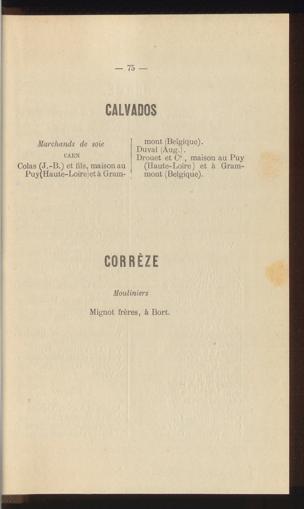 — 75 —
CALVADOS
Marchands de soie
CAEN
Colas (J.-B.) et fils, maison au
Puy(Haute-Loire)et à Gram-
mont (Belgique).
Duval (Aug.).
Drouet et Cº, maison au Puy
(Haute-Loire) et à Gram-
mont (Belgique).
CORRÈZE
Mouliniers
Mignot frères, à Bort.